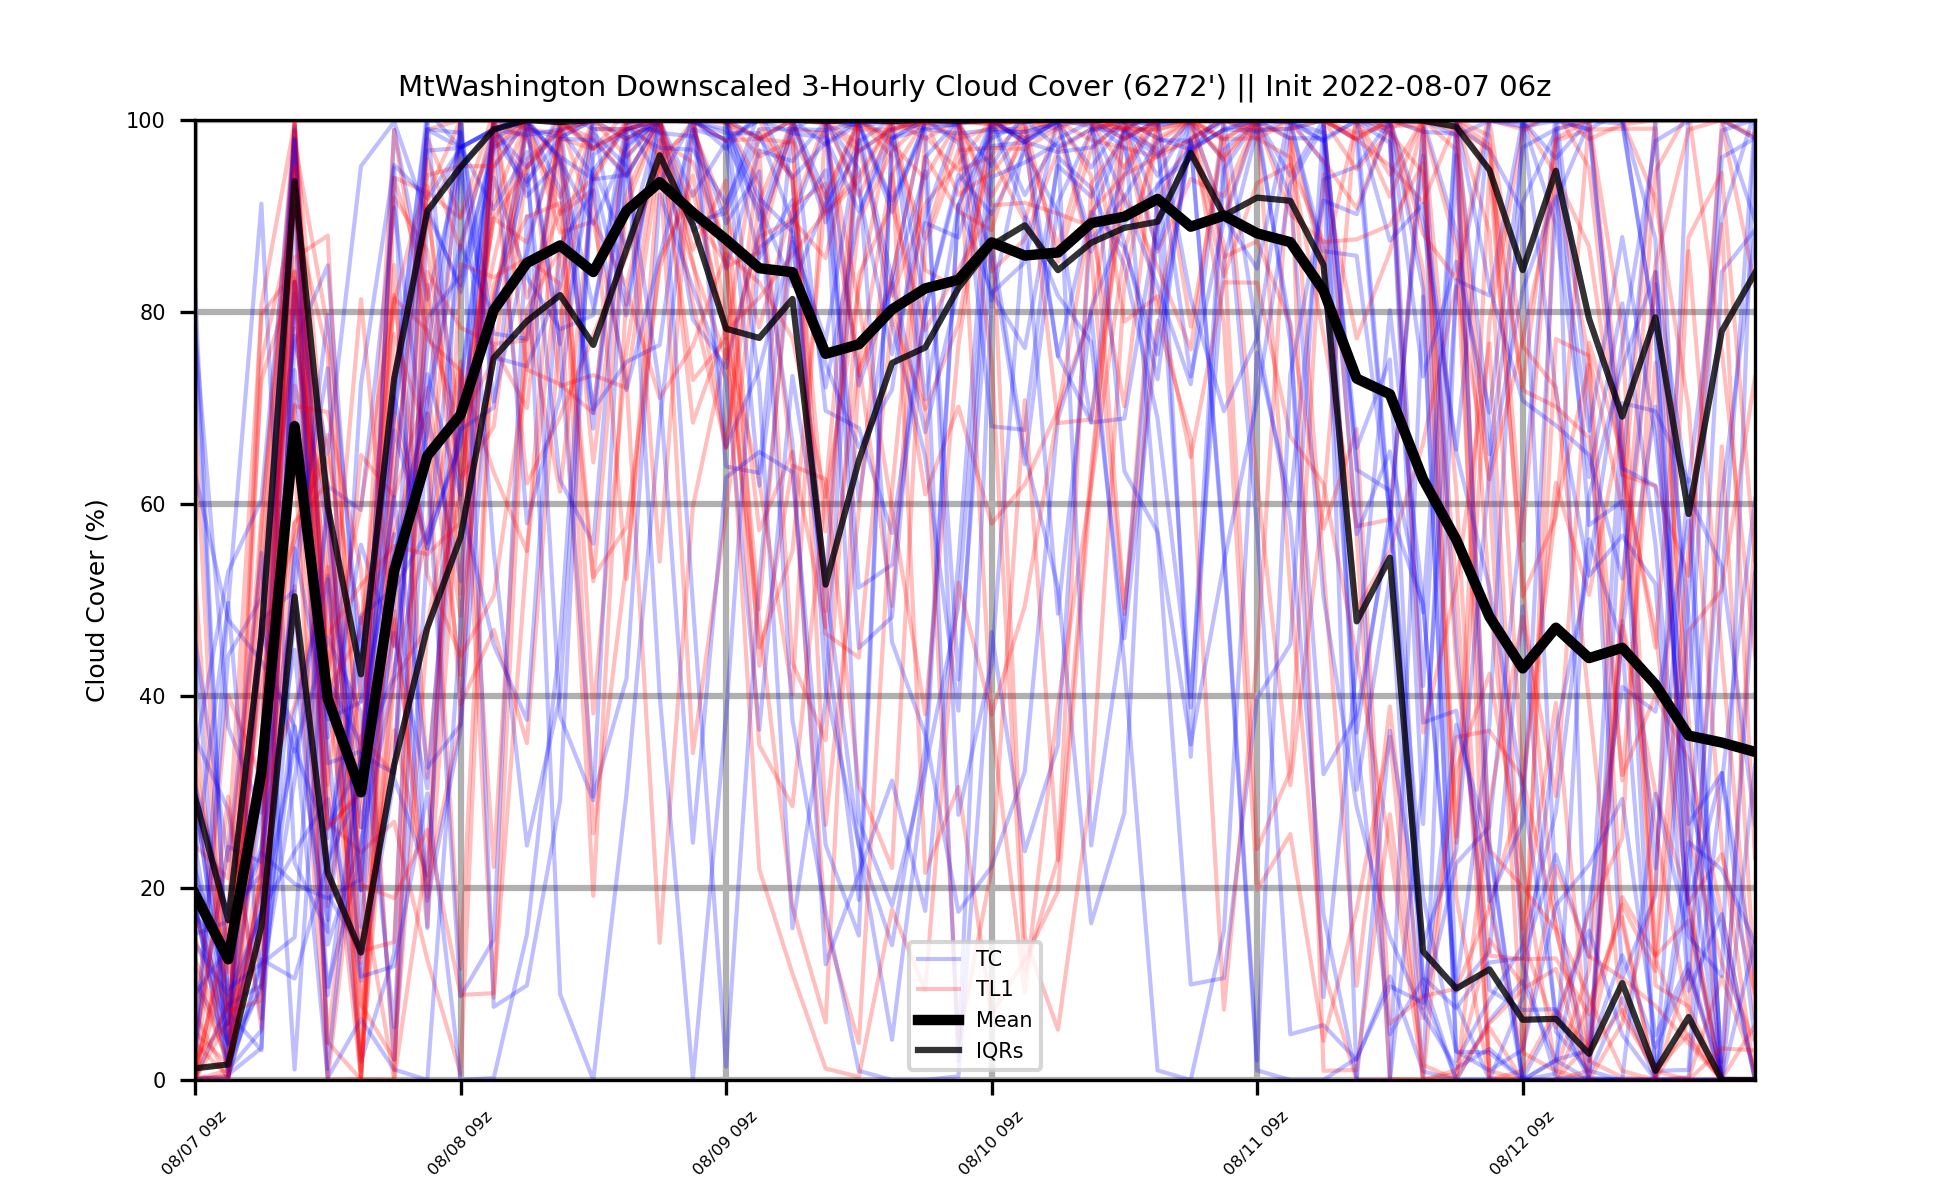 MtWashington Downscaled 3-Hourly Cloud Cover (6272') || Init 2022-08-07 06z
Cloud Cover (%)
100
80
60
40
20
0
TC
TL1
Mean
IQRs
08/07 09z
08/08 09z
08/09 09z
08/10 09z
08/11 09z
08/12 09z